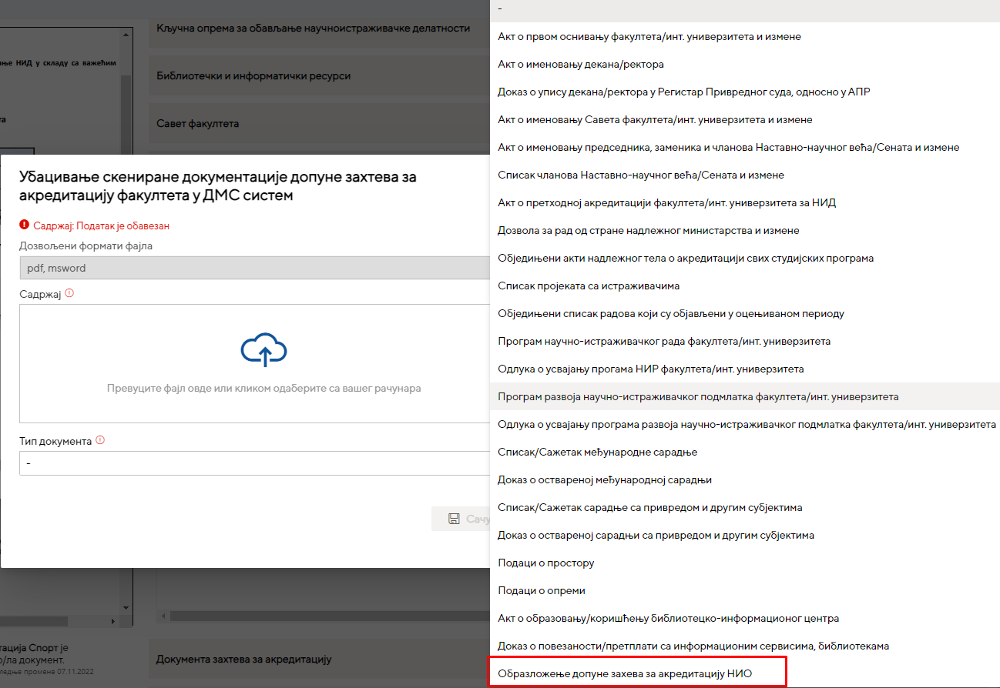 Кључна опрема за обављање научноистраживачке делатности
ње НИД у складу са важећим
Библиотечки и информатички ресурси
та
Савет факултета
Убацивање скениране документације допуне захтева за
акредитацију факултета у ДМС систем
Садржај: Податак је обавезан
Дозвољени формати фајла
pdf, msword
Садржај
Превуците фајл овде или кликом одаберите са вашег рачунара
Тип документа
-
Сачу
тација Спорт је
о/ла документ.
ледње промене 07.11.2022
Документа захтева за акредитацију
-
Акт о првом оснивању факултета/инт. универзитета и измене
Акт о именовању декана/ректора
Доказ о упису декана/ректора у Регистар Привредног суда, односно у АПР
Акт о именовању Савета факултета/инт. универзитета и измене
Акт о именовању председника, заменика и чланова Наставно-научног већа/Сената и измене
Списак чланова Наставно-научног већа/Сената и измене
Акт о претходној акредитацији факултета/инт. универзитета за НИД
Дозвола за рад од стране надлежног министарства и измене
Обједињени акти надлежног тела о акредитацији свих студијских програма
Списак пројеката са истраживачима
Обједињени списак радова који су објављени у оцењиваном периоду
Програм научно-истраживачког рада факултета/инт. универзитета
Одлука о усвајању прогама НИР факултета/инт. универзитета
Програм развоја научно-истраживачког подмлатка факултета/инт. универзитета
Одлука о усвајању програма развоја научно-истраживачког подмлатка факултета/инт. универзитета
Списак/Сажетак међународне сарадње
Доказ о оствареној међународној сарадњи
Списак/Сажетак сарадње са привредом и другим субјектима
Доказ о оствареној сарадњи са привредом и другим субјектима
Подаци о простору
Подаци о опреми
Акт о образовању/коришћењу библиотецко-информационог центра
Доказ о повезаности/претплати са информационим сервисима, библиотекама
Образложење допуне захева за акредитацију НИО